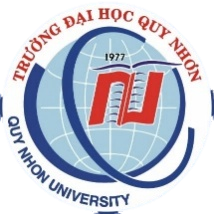 TRƯỜNG ĐẠI HỌC QUY NHƠN
1977
QUY NHON UNIVERSITY